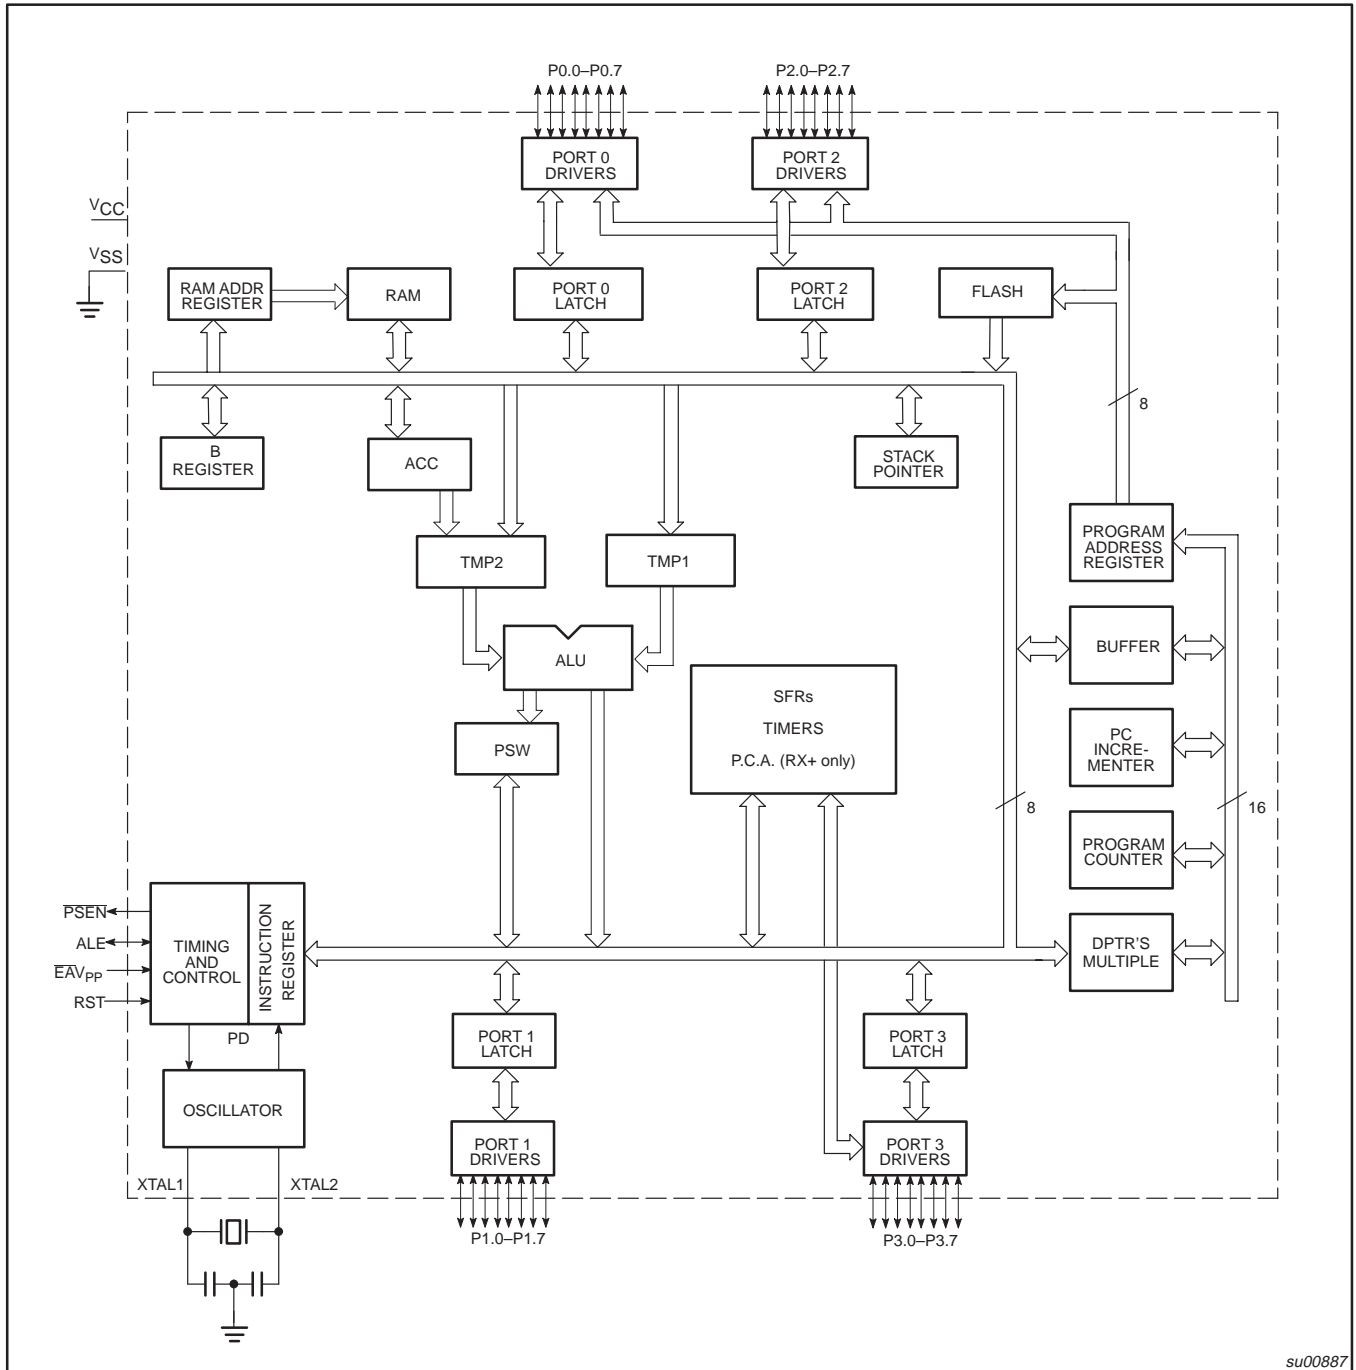 P0.0–P0.7
P2.0–P2.7
PORT 0
DRIVERS
PORT 2
DRIVERS
VCC
VSS
RAM ADDR
REGISTER
RAM
PORT 0
LATCH
PORT 2
LATCH
FLASH
8
B
REGISTER
ACC
STACK
POINTER
PROGRAM
ADDRESS
REGISTER
TMP2
TMP1
ALU
BUFFER
SFRs
TIMERS
P.C.A. (RX+ only)
PSW
PC
INCRE-
MENTER
8
16
PROGRAM
COUNTER
PSEN
ALE
EAVPP
RST
TIMING
AND
CONTROL
INSTRUCTION
REGISTER
DPTR'S
MULTIPLE
PD
PORT 1
LATCH
PORT 3
LATCH
OSCILLATOR
PORT 1
DRIVERS
PORT 3
DRIVERS
XTAL1
XTAL2
P1.0–P1.7
P3.0–P3.7
su00887